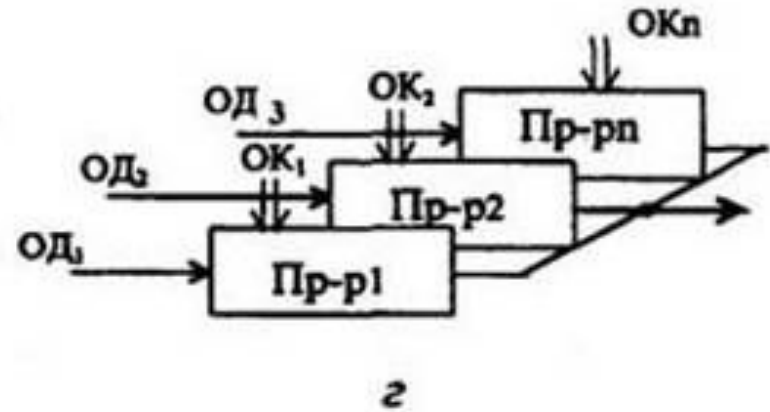 ОКn
ОД 3
ОК₂
Пр-рn
ОД₂
ОК₁
Пр-р2
ОД₁
Пр-р1
г